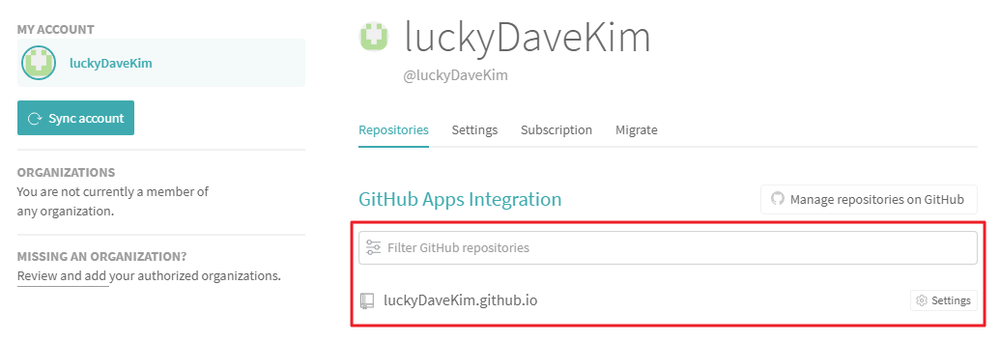 MY ACCOUNT
luckyDaveKim
Sync account
ORGANIZATIONS
You are not currently a member of
any organization.
MISSING AN ORGANIZATION?
Review and add your authorized organizations.
luckyDaveKim
@luckyDaveKim
Repositories Settings Subscription Migrate
GitHub Apps Integration Manage repositories on GitHub
Filter GitHub repositories
luckyDaveKim.github.io Settings